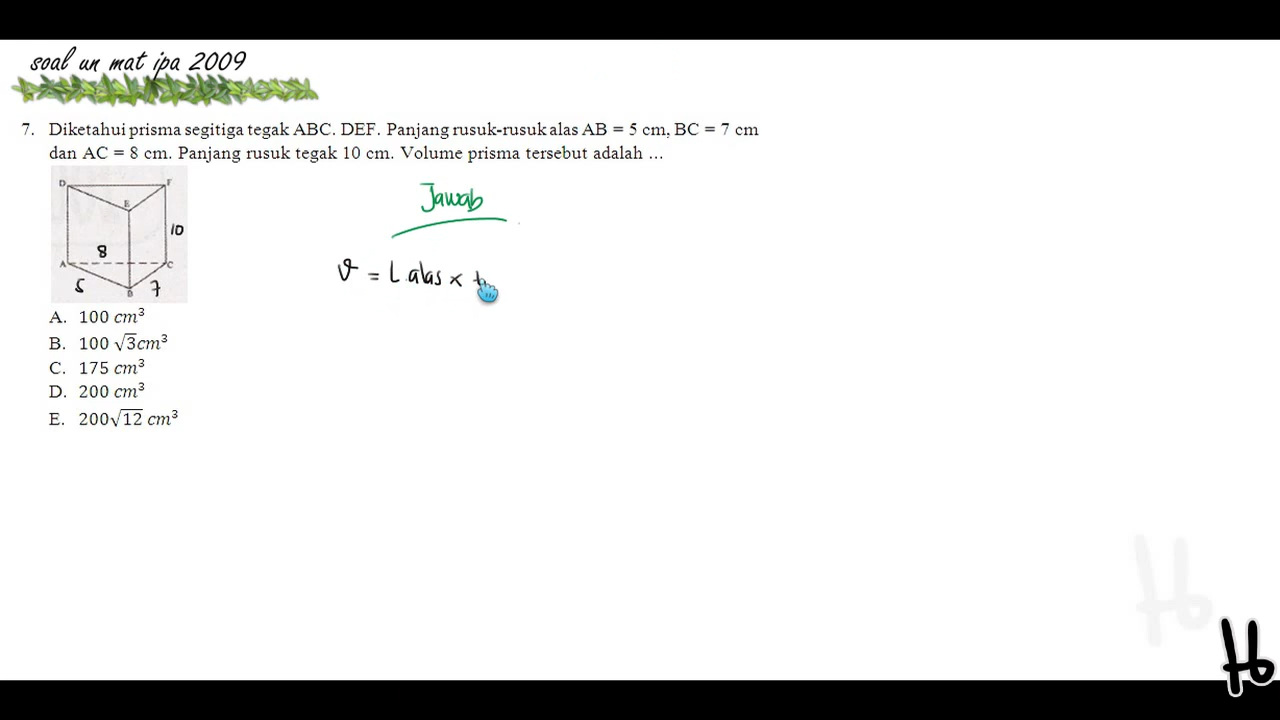 soal un mat ipa 2009
7. Diketahui prisma segitiga tegak ABC. DEF. Panjang rusuk-rusuk alas AB = 5 cm, BC = 7 cm
dan AC = 8 cm. Panjang rusuk tegak 10 cm. Volume prisma tersebut adalah ...
Jawab
D F
E
10
8
A C
5 7
B
V = L alas × t
A. 100 cm³
B. 100 √3cm³
C. 175 cm³
D. 200 cm³
E. 200√12 cm³